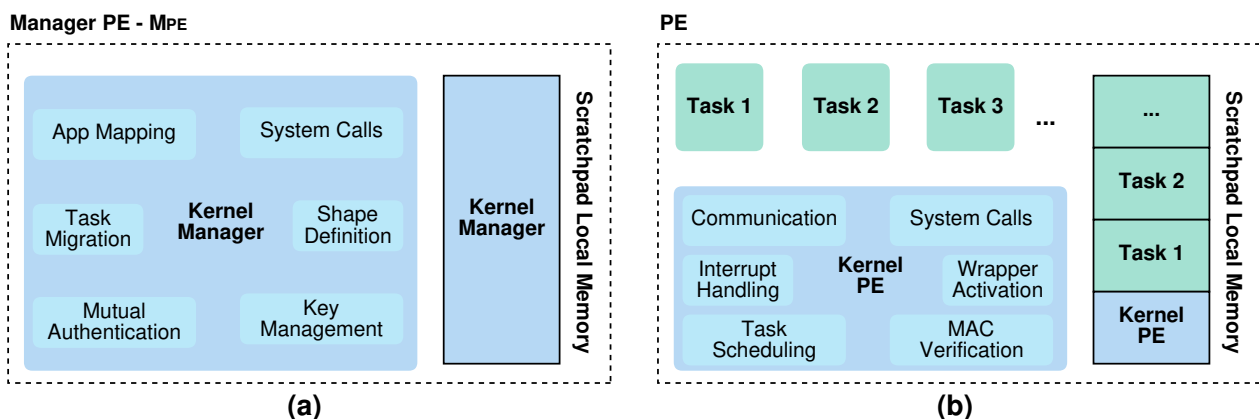 Manager PE - MPE
App Mapping
System Calls
Task
Migration
Kernel
Manager
Shape
Definition
Mutual
Authentication
Key
Management
Kernel
Manager
Scratchpad Local Memory
(a)
PE
Task 1
Task 2
Task 3
...
Communication
System Calls
Interrupt
Handling
Kernel
PE
Wrapper
Activation
Task
Scheduling
MAC
Verification
...
Task 2
Task 1
Kernel
PE
Scratchpad Local Memory
(b)